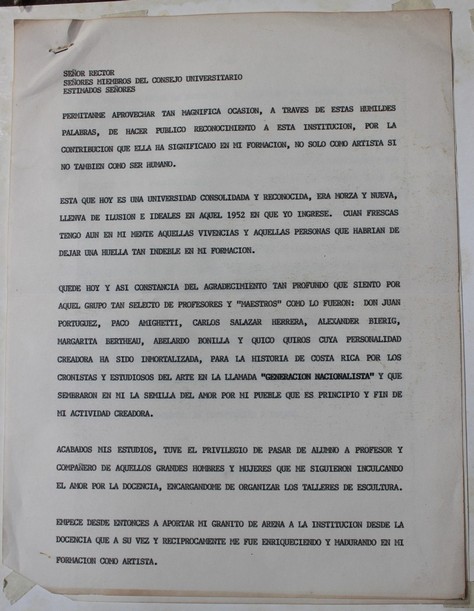 SEÑOR RECTOR
SEÑORES MIEMBROS DEL CONSEJO UNIVERSITARIO
ESTIMADOS SEÑORES
PERMITANME APROVECHAR TAN MAGNIFICA OCASION, A TRAVES DE ESTAS HUMILDES
PALABRAS, DE HACER PUBLICO RECONOCIMIENTO A ESTA INSTITUCION, POR LA
CONTRIBUCION QUE ELLA HA SIGNIFICADO EN MI FORMACION, NO SOLO COMO ARTISTA SI
NO TAMBIEN COMO SER HUMANO.
ESTA QUE HOY ES UNA UNIVERSIDAD CONSOLIDADA Y RECONOCIDA, ERA MORZA Y NUEVA,
LLENVA DE ILUSION E IDEALES EN AQUEL 1952 EN QUE YO INGRESE. CUAN FRESCAS
TENGO AUN EN MI MENTE AQUELLAS VIVENCIAS Y AQUELLAS PERSONAS QUE HABRIAN DE
DEJAR UNA HUELLA TAN INDEBLE EN MI FORMACION.
QUEDE HOY Y ASI CONSTANCIA DEL AGRADECIMIENTO TAN PROFUNDO QUE SIENTO POR
AQUEL GRUPO TAN SELECTO DE PROFESORES Y "MAESTROS" COMO LO FUERON: DON JUAN
PORTUGUEZ, PACO AMIGHETTI, CARLOS SALAZAR HERRERA, ALEXANDER BIERIG,
MARGARITA BERTHEAU, ABELARDO BONILLA Y QUICO QUIROS CUYA PERSONALIDAD
CREADORA HA SIDO INMORTALIZADA, PARA LA HISTORIA DE COSTA RICA POR LOS
CRONISTAS Y ESTUDIOSOS DEL ARTE EN LA LLAMADA "GENERACION NACIONALISTA" Y QUE
SEMBRARON EN MI LA SEMILLA DEL AMOR POR MI PUEBLE QUE ES PRINCIPIO Y FIN DE
MI ACTIVIDAD CREADORA.
ACABADOS MIS ESTUDIOS, TUVE EL PRIVILEGIO DE PASAR DE ALUMNO A PROFESOR Y
COMPAÑERO DE AQUELLOS GRANDES HOMBRES Y MUJERES QUE ME SIGUIERON INCULCANDO
EL AMOR POR LA DOCENCIA, ENCARGANDOME DE ORGANIZAR LOS TALLERES DE ESCULTURA.
EMPECE DESDE ENTONCES A APORTAR MI GRANITO DE ARENA A LA INSTITUCION DESDE LA
DOCENCIA QUE A SU VEZ Y RECIPROCAMENTE ME FUE ENRIQUECIENDO Y MADURANDO EN MI
FORMACION COMO ARTISTA.